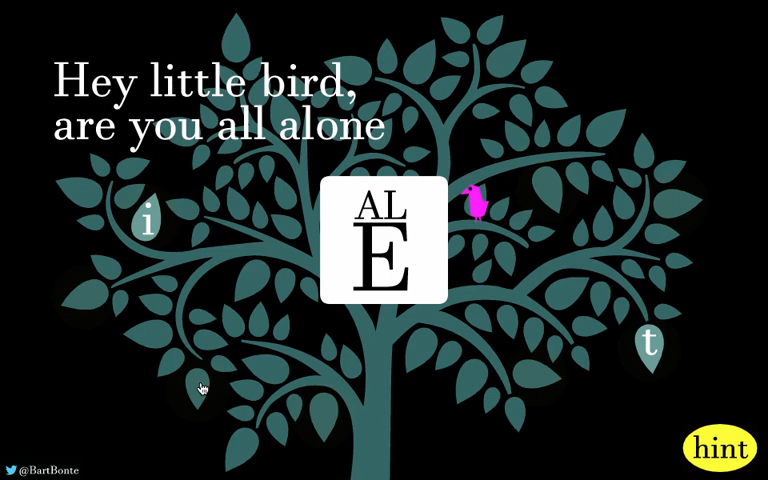 Hey little bird,
are you all alone
i
AL
E
t
hint
@BartBonte